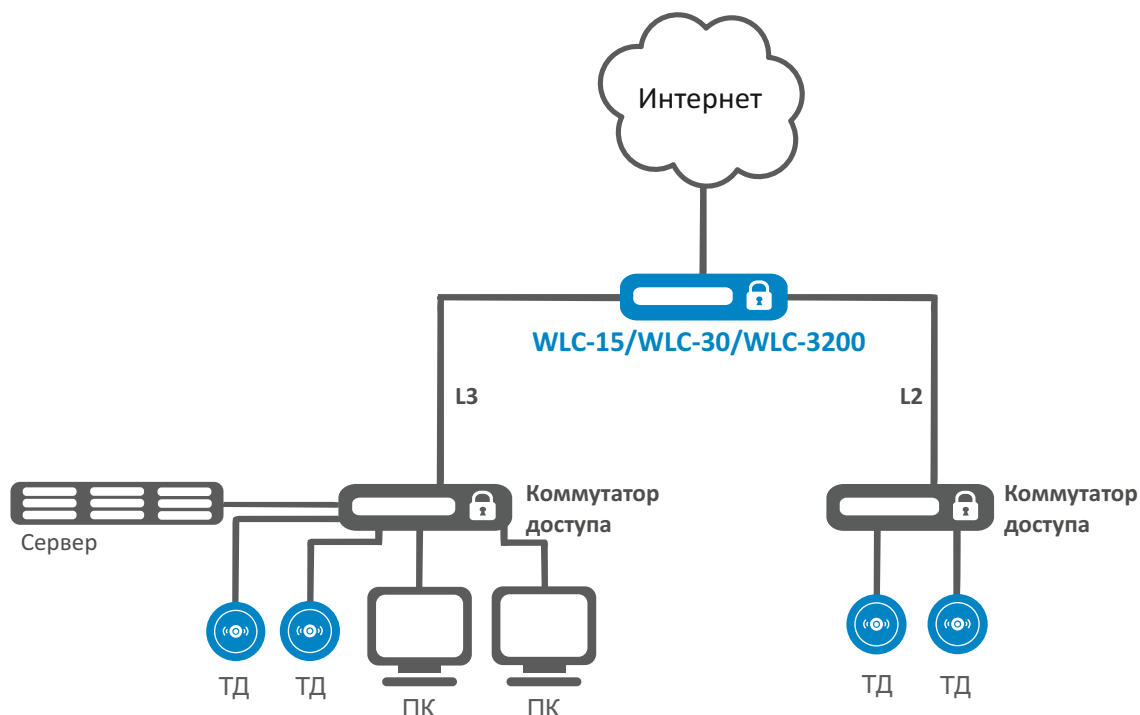 Интернет
WLC-15/WLC-30/WLC-3200
L3
L2
Коммутатор
доступа
Коммутатор
доступа
Сервер
ТД
ТД
ПК
ПК
ТД
ТД